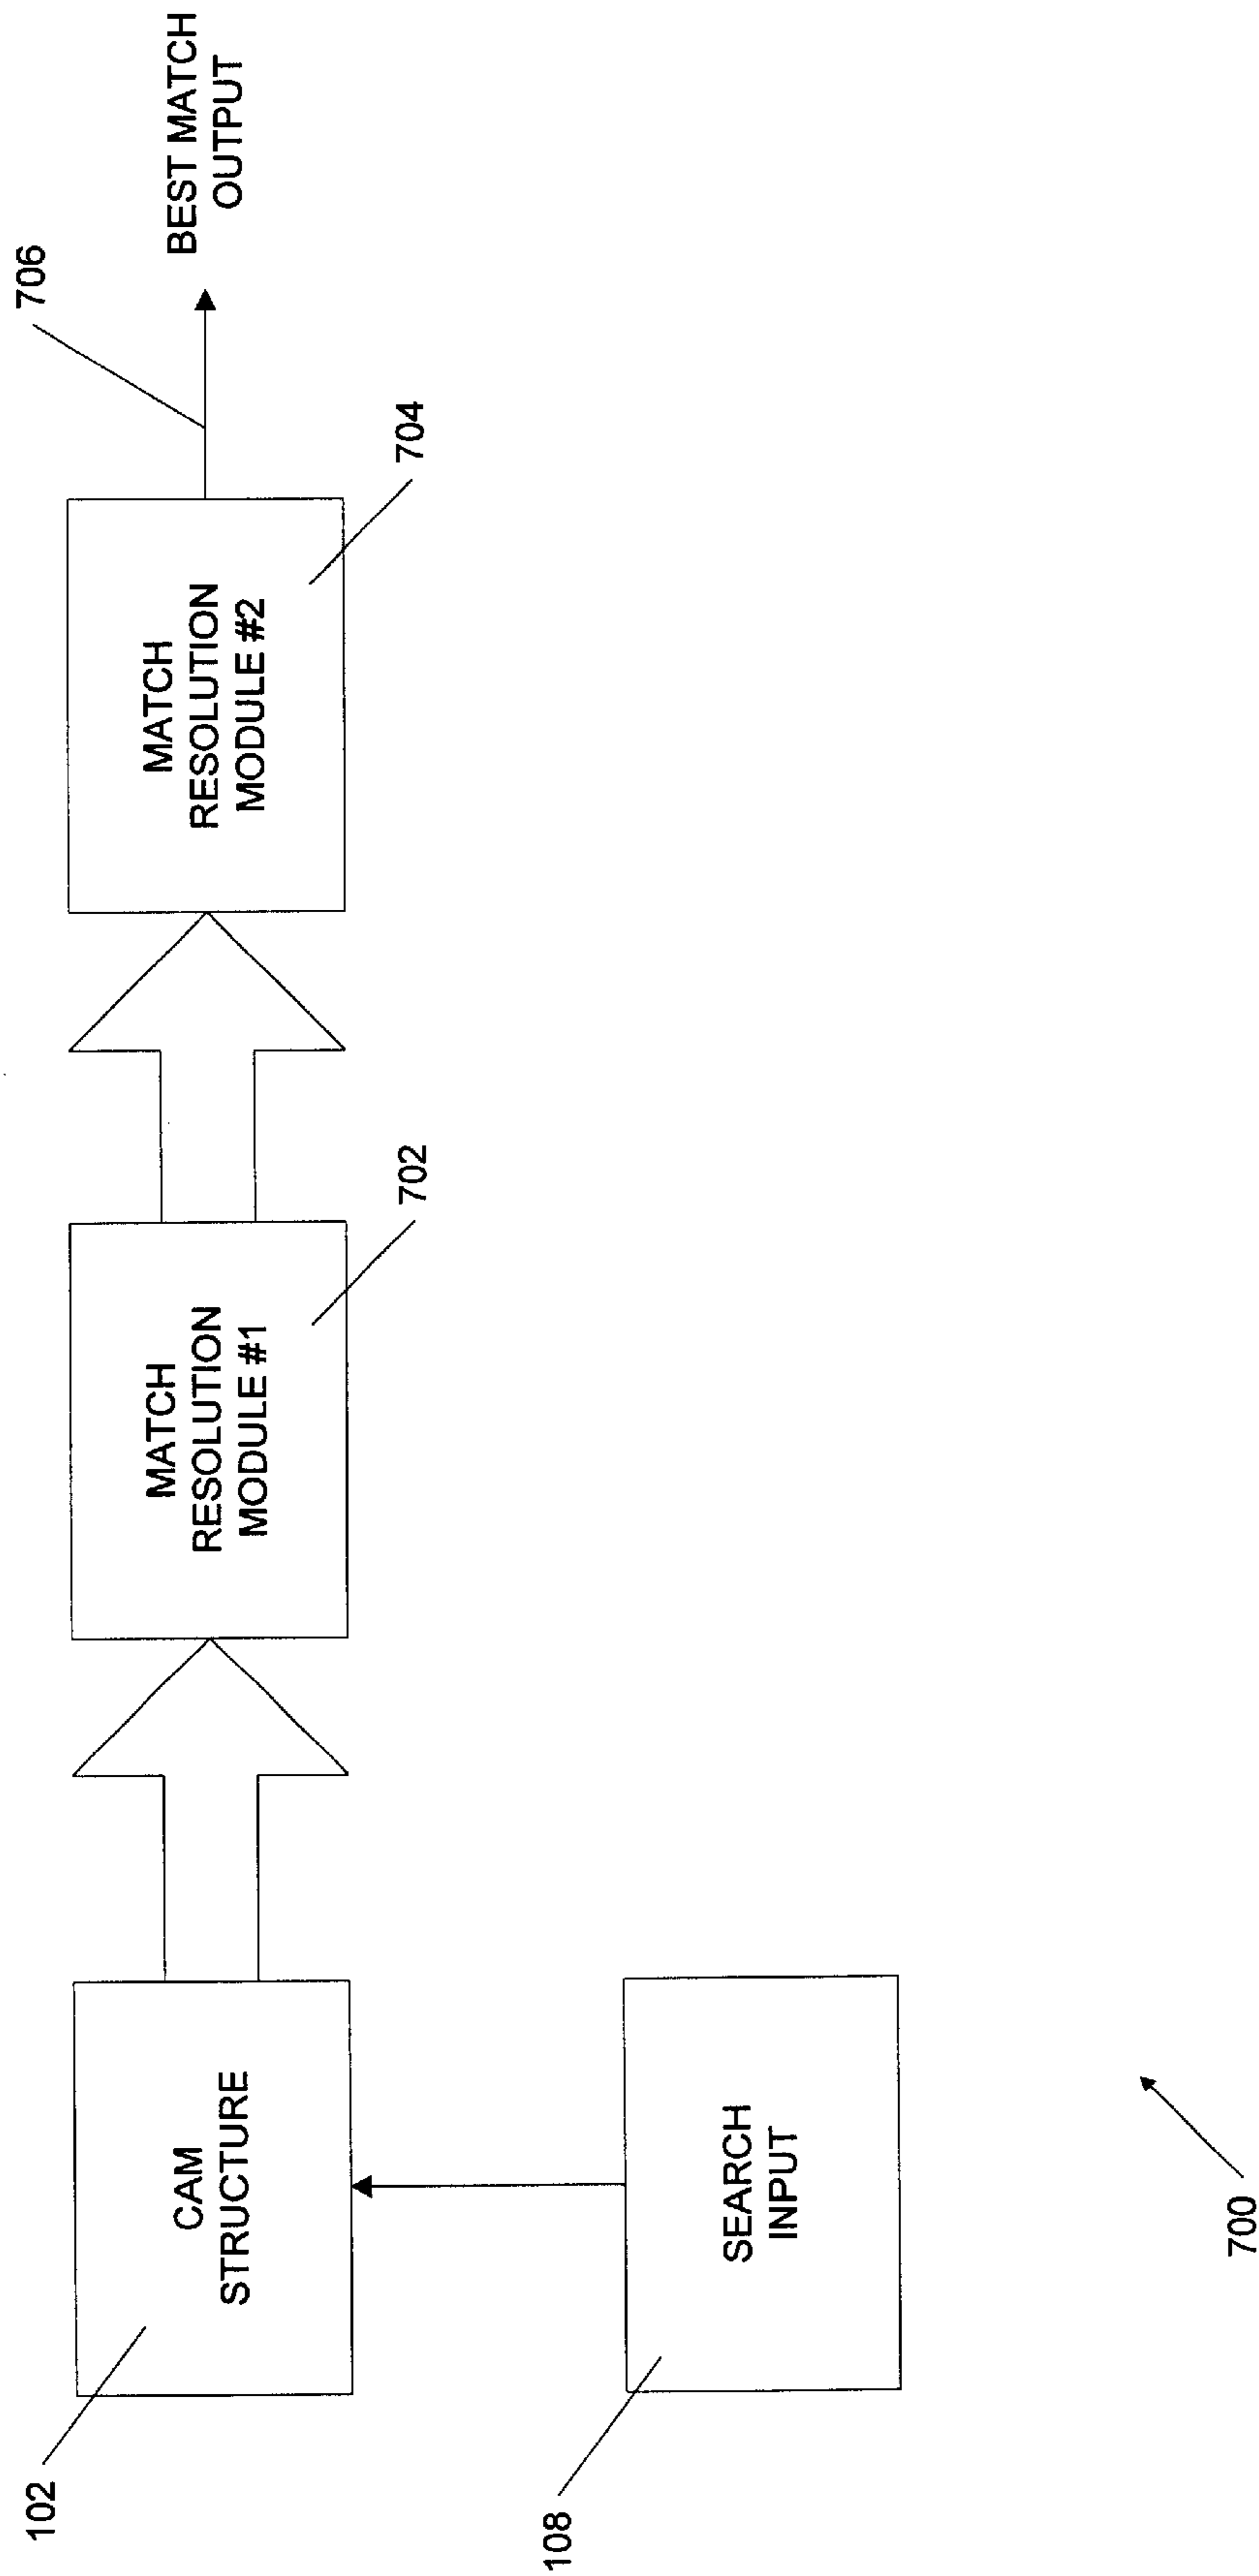 102
CAM
STRUCTURE
MATCH
RESOLUTION
MODULE #1
702
MATCH
RESOLUTION
MODULE #2
704
706
BEST MATCH
OUTPUT
108
SEARCH
INPUT
700